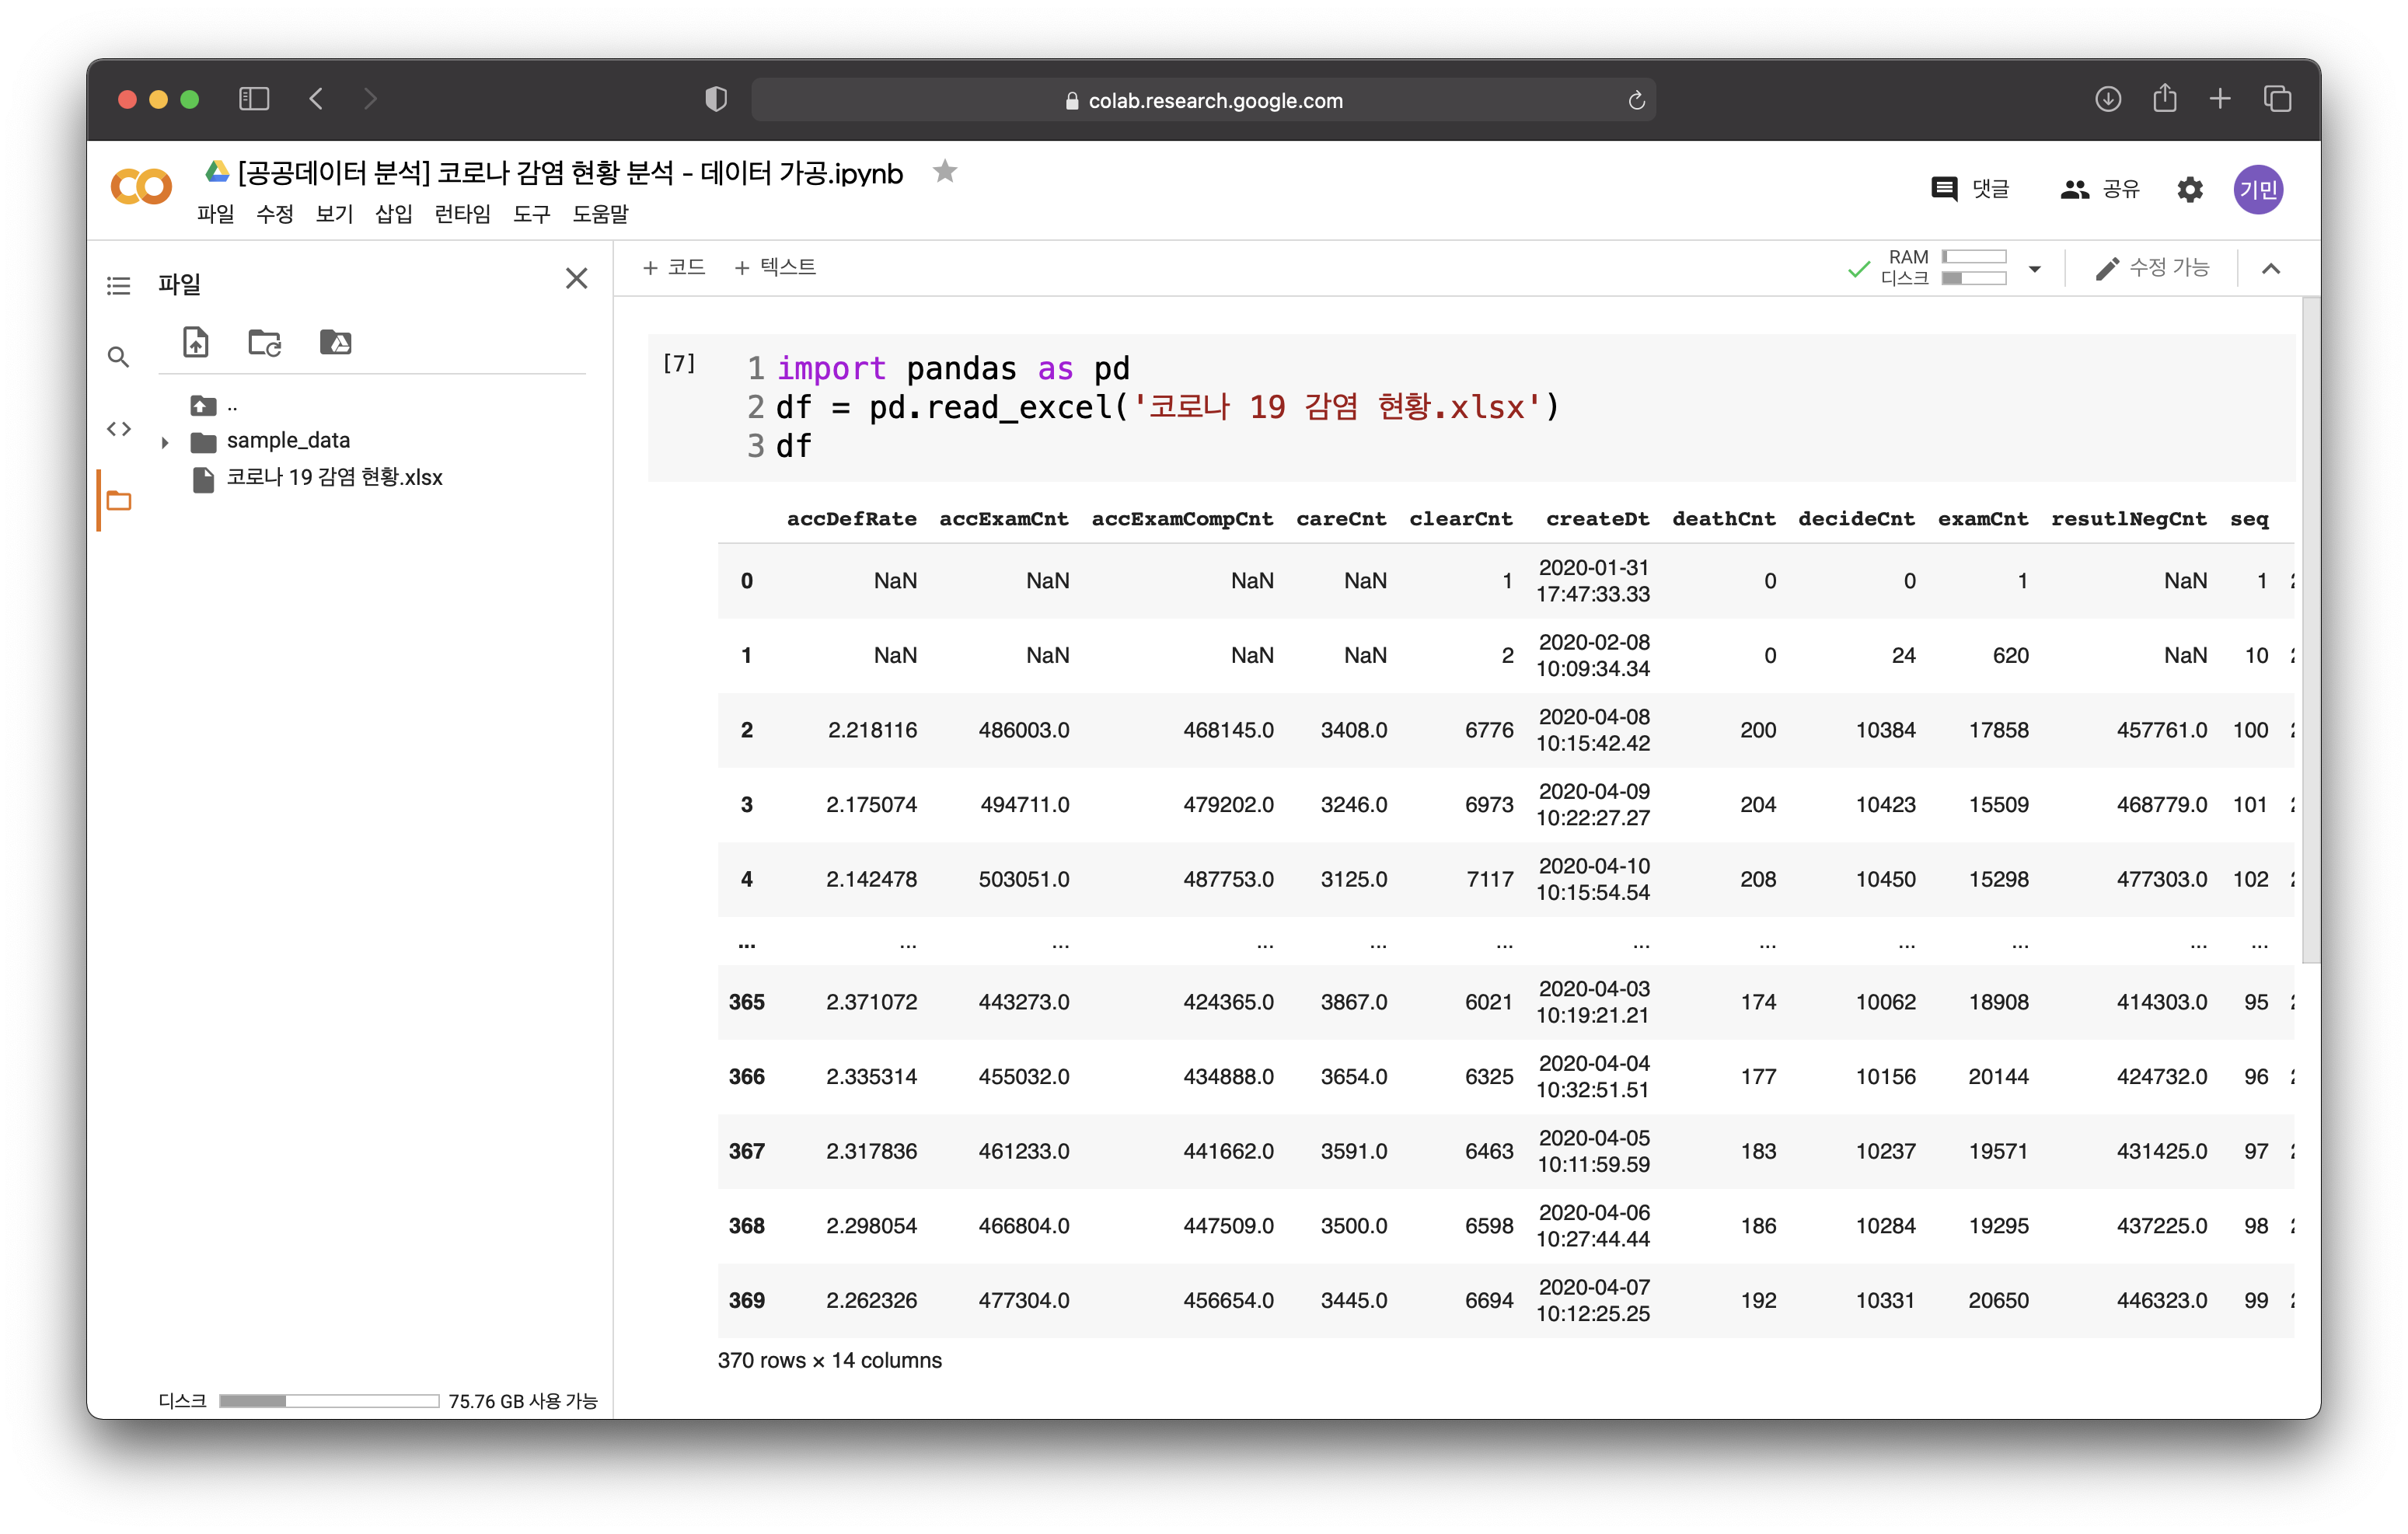 colab.research.google.com
[공공데이터 분석] 코로나 감염 현황 분석 - 데이터 가공.ipynb
파일 수정 보기 삽입 런타임 도구 도움말
댓글 공유 기민
파일
..
sample_data
코로나 19 감염 현황.xlsx
디스크 75.76 GB 사용 가능
+ 코드 + 텍스트
RAM
디스크
수정 가능
[7]
1 import pandas as pd
2 df = pd.read_excel('코로나 19 감염 현황.xlsx')
3 df
accDefRate accExamCnt accExamCompCnt careCnt clearCnt createDt deathCnt decideCnt examCnt resutlNegCnt seq
0 NaN NaN NaN NaN 1 2020-01-31 17:47:33.33 0 0 1 NaN 1
1 NaN NaN NaN NaN 2 2020-02-08 10:09:34.34 0 24 620 NaN 10
2 2.218116 486003.0 468145.0 3408.0 6776 2020-04-08 10:15:42.42 200 10384 17858 457761.0 100
3 2.175074 494711.0 479202.0 3246.0 6973 2020-04-09 10:22:27.27 204 10423 15509 468779.0 101
4 2.142478 503051.0 487753.0 3125.0 7117 2020-04-10 10:15:54.54 208 10450 15298 477303.0 102
... ... ... ... ... ... ... ... ... ... ... ...
365 2.371072 443273.0 424365.0 3867.0 6021 2020-04-03 10:19:21.21 174 10062 18908 414303.0 95
366 2.335314 455032.0 434888.0 3654.0 6325 2020-04-04 10:32:51.51 177 10156 20144 424732.0 96
367 2.317836 461233.0 441662.0 3591.0 6463 2020-04-05 10:11:59.59 183 10237 19571 431425.0 97
368 2.298054 466804.0 447509.0 3500.0 6598 2020-04-06 10:27:44.44 186 10284 19295 437225.0 98
369 2.262326 477304.0 456654.0 3445.0 6694 2020-04-07 10:12:25.25 192 10331 20650 446323.0 99
370 rows × 14 columns